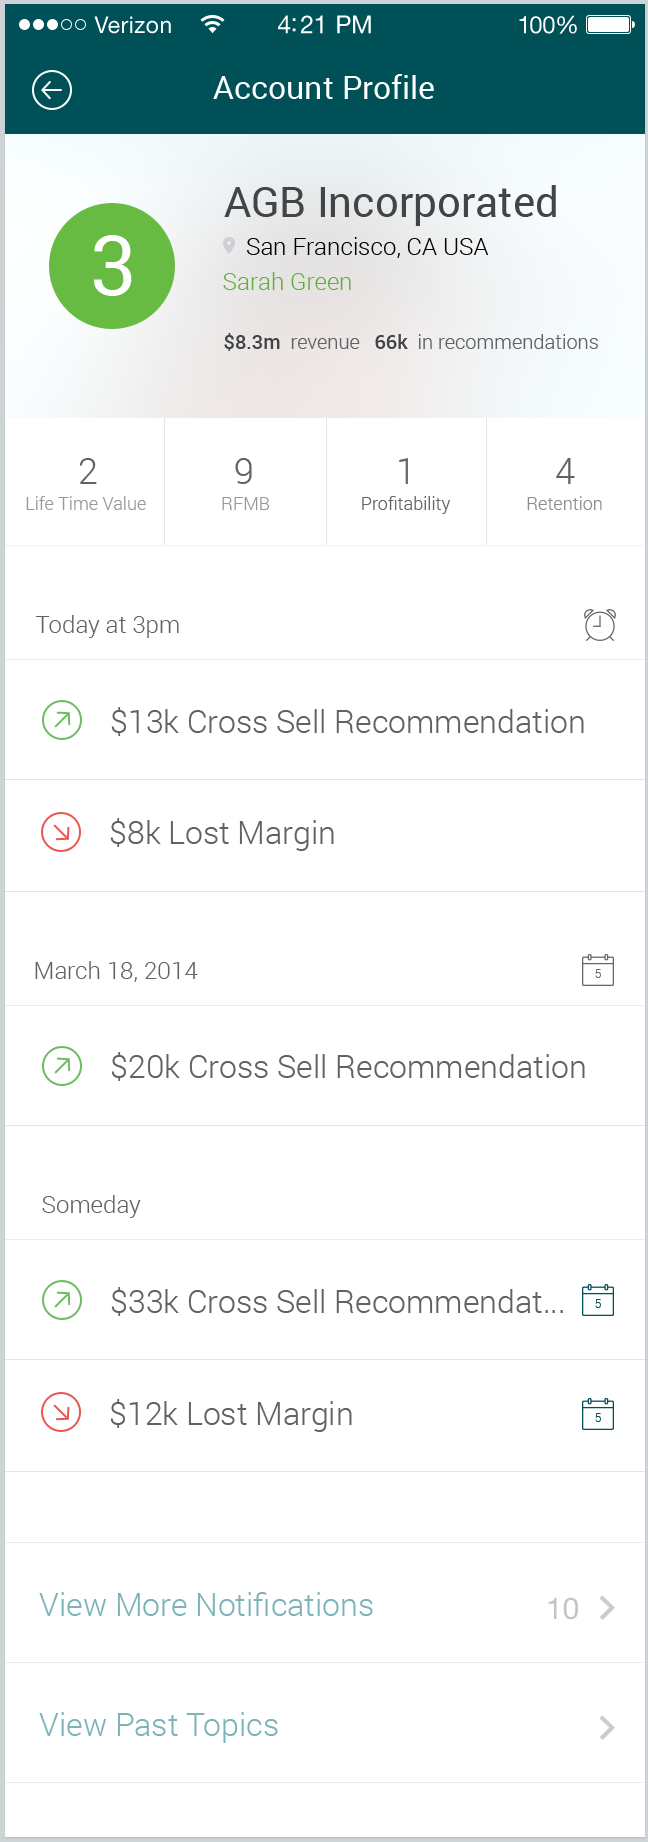 Verizon 4:21 PM 100%
Account Profile
3
AGB Incorporated
San Francisco, CA USA
Sarah Green
$8.3m revenue 66k in recommendations
2 9 1 4
Life Time Value RFMB Profitability Retention
Today at 3pm
$13k Cross Sell Recommendation
$8k Lost Margin
March 18, 2014 5
$20k Cross Sell Recommendation
Someday
$33k Cross Sell Recommendat... 5
$12k Lost Margin 5
View More Notifications 10
View Past Topics